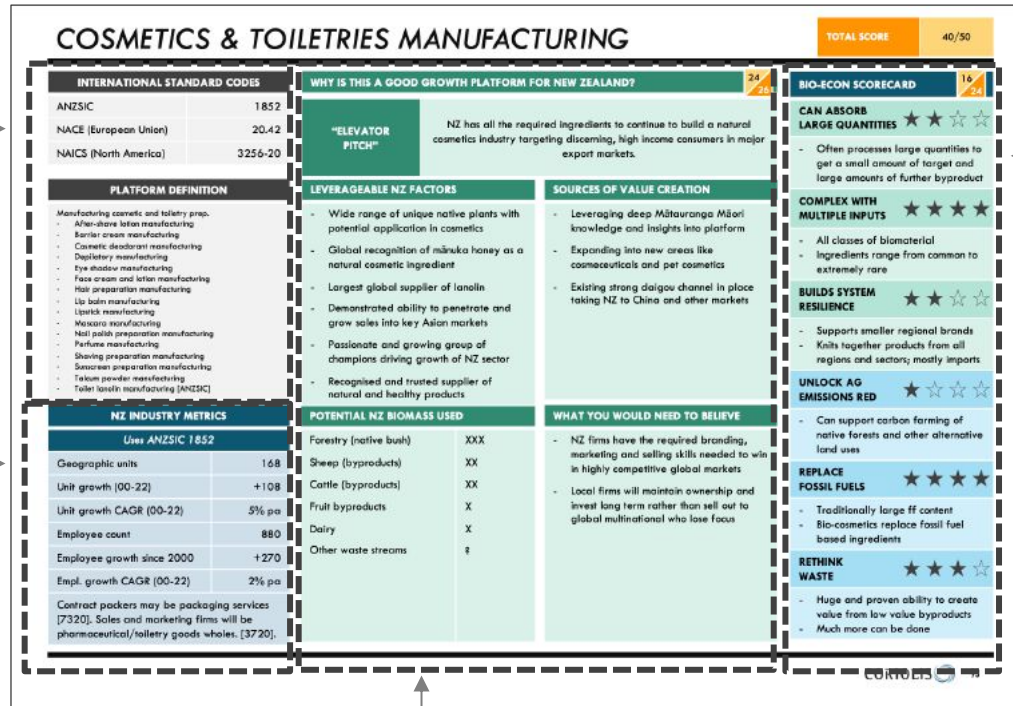 COSMETICS & TOILETRIES MANUFACTURING
TOTAL SCORE 40/50
INTERNATIONAL STANDARD CODES
ANZSIC 1852
NACE (European Union) 20.42
NAICS (North America) 3256-20
PLATFORM DEFINITION
Manufacturing cosmetic and toiletry prep.
- After-shave lotion manufacturing
- Barrier cream manufacturing
- Cosmetic deodorant manufacturing
- Depilatory manufacturing
- Eye shadow manufacturing
- Face cream and lotion manufacturing
- Hair preparation manufacturing
- Lip balm manufacturing
- Lipstick manufacturing
- Mascara manufacturing
- Nail polish preparation manufacturing
- Perfume manufacturing
- Shaving preparation manufacturing
- Sunscreen preparation manufacturing
- Talcum powder manufacturing
- Toilet lanolin manufacturing [ANZSIC]
NZ INDUSTRY METRICS
Uses ANZSIC 1852
Geographic units 168
Unit growth (00-22) +108
Unit growth CAGR (00-22) 5% pa
Employee count 880
Employee growth since 2000 +270
Empl. growth CAGR (00-22) 2% pa
Contract packers may be packaging services
[7320]. Sales and marketing firms will be
pharmaceutical/toiletry goods wholes. [3720].
WHY IS THIS A GOOD GROWTH PLATFORM FOR NEW ZEALAND?
24
26
"ELEVATOR
PITCH"
NZ has all the required ingredients to continue to build a natural
cosmetics industry targeting discerning, high income consumers in major
export markets.
LEVERAGEABLE NZ FACTORS
- Wide range of unique native plants with
potential application in cosmetics
- Global recognition of mānuka honey as a
natural cosmetic ingredient
- Largest global supplier of lanolin
- Demonstrated ability to penetrate and
grow sales into key Asian markets
- Passionate and growing group of
champions driving growth of NZ sector
- Recognised and trusted supplier of
natural and healthy products
SOURCES OF VALUE CREATION
- Leveraging deep Mātauranga Māori
knowledge and insights into platform
- Expanding into new areas like
cosmeceuticals and pet cosmetics
- Existing strong daigou channel in place
taking NZ to China and other markets
POTENTIAL NZ BIOMASS USED
Forestry (native bush) XXX
Sheep (byproducts) XX
Cattle (byproducts) XX
Fruit byproducts X
Dairy X
Other waste streams ?
WHAT YOU WOULD NEED TO BELIEVE
- NZ firms have the required branding,
marketing and selling skills needed to win
in highly competitive global markets
- Local firms will maintain ownership and
invest long term rather than sell out to
global multinational who lose focus
BIO-ECON SCORECARD
16
24
CAN ABSORB
LARGE QUANTITIES ★★☆☆
- Often processes large quantities to
get a small amount of target and
large amounts of further byproduct
COMPLEX WITH
MULTIPLE INPUTS ★★★★
- All classes of biomaterial
- Ingredients range from common to
extremely rare
BUILDS SYSTEM
RESILIENCE ★★☆☆
- Supports smaller regional brands
- Knits together products from all
regions and sectors; mostly imports
UNLOCK AG
EMISSIONS RED ★☆☆☆
- Can support carbon farming of
native forests and other alternative
land uses
REPLACE
FOSSIL FUELS ★★★★
- Traditionally large ff content
- Bio-cosmetics replace fossil fuel
based ingredients
RETHINK
WASTE ★★★☆
- Huge and proven ability to create
value from low value byproducts
- Much more can be done
CORIOLIS